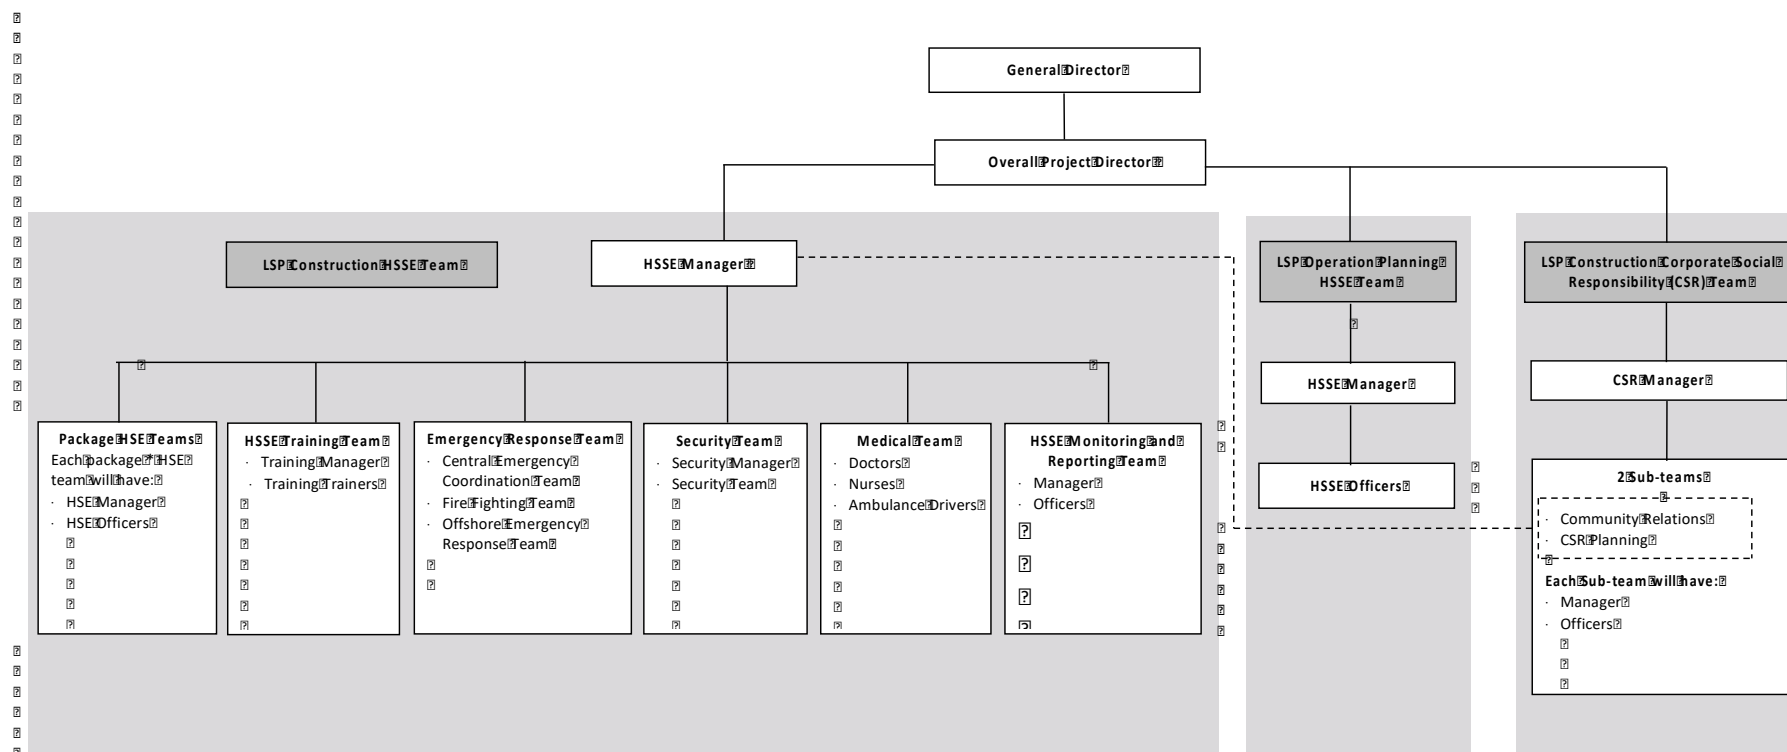 General Director
Overall Project Director
LSP Construction HSSE Team
HSSE Manager
LSP Operation Planning
HSSE Team
LSP Construction Corporate Social
Responsibility (CSR) Team
HSSE Manager
CSR Manager
Package HSE Teams
Each package * HSE
team will have:
· HSE Manager
· HSE Officers
HSSE Training Team
· Training Manager
· Training Trainers
Emergency Response Team
· Central Emergency
Coordination Team
· Fire Fighting Team
· Offshore Emergency
Response Team
Security Team
· Security Manager
· Security Team
Medical Team
· Doctors
· Nurses
· Ambulance Drivers
HSSE Monitoring and
Reporting Team
· Manager
· Officers
HSSE Officers
2 Sub-teams
· Community Relations
· CSR Planning
Each Sub-team will have:
· Manager
· Officers